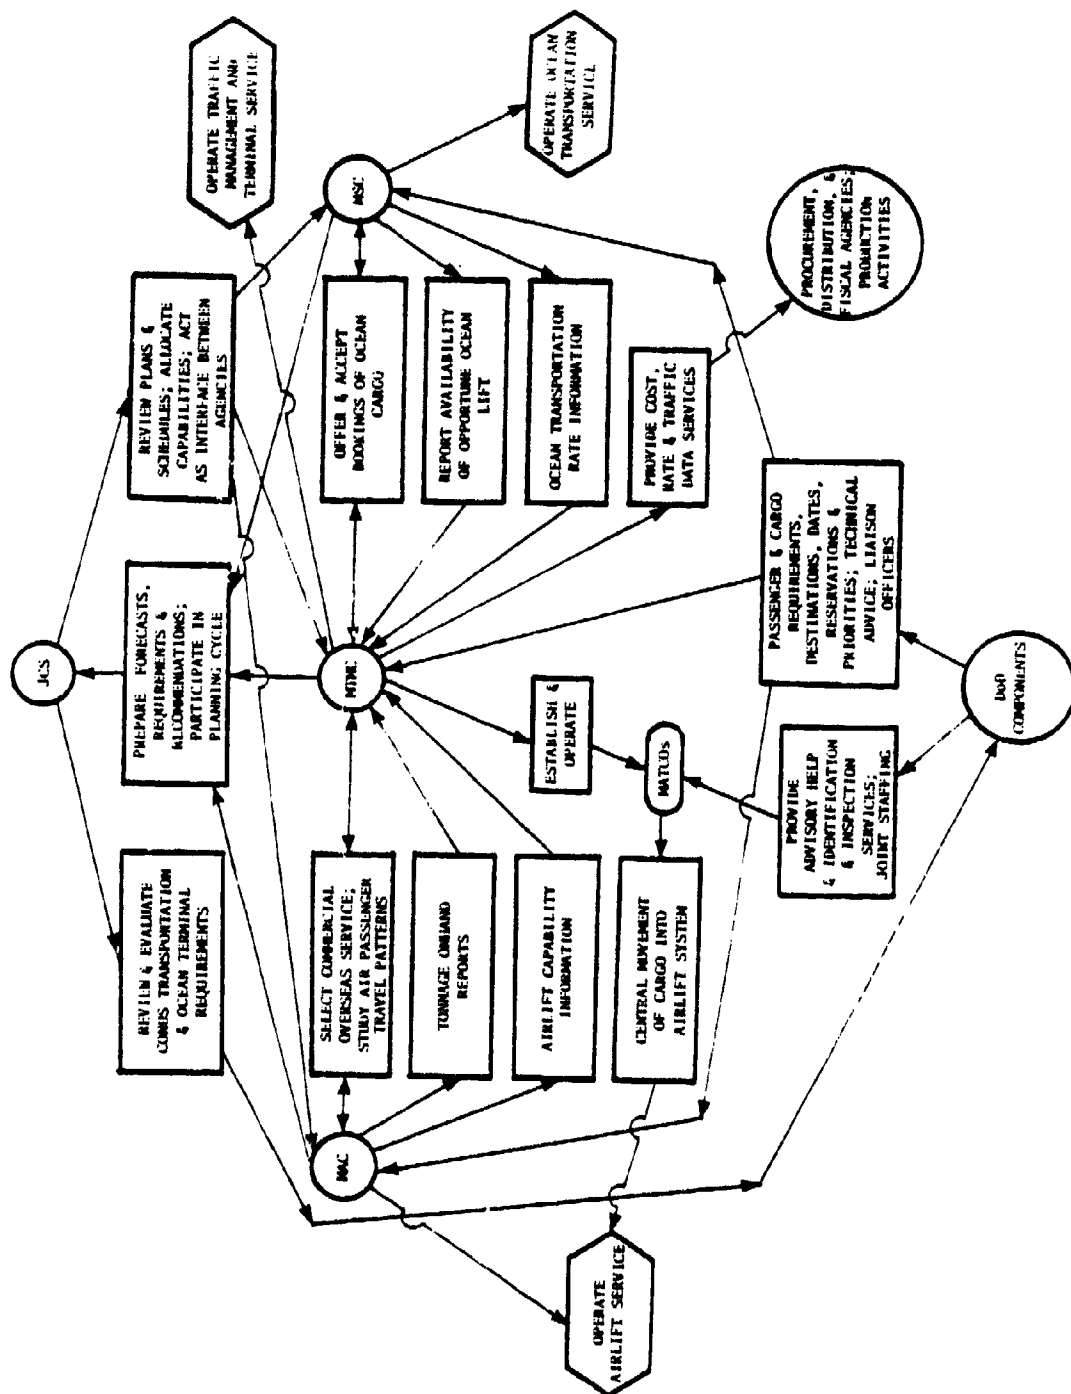 JCS
REVIEW & EVALUATE
CONUS TRANSPORTATION
& OCEAN TERMINAL
REQUIREMENTS
PREPARE FORECASTS,
REQUIREMENTS &
RECOMMENDATIONS;
PARTICIPATE IN
PLANNING CYCLE
REVIEW PLANS &
SCHEDULES; ALLOCATE
CAPABILITIES; ACT
AS INTERFACE BETWEEN
AGENCIES
OPERATE TRAFFIC
MANAGEMENT AND
TERMINAL SERVICE
MAC
SELECT COMMERCIAL
OVERSEAS SERVICE;
STUDY AIR PASSENGER
TRAVEL PATTERNS
MTMC
OFFER & ACCEPT
BOOKINGS OF OCEAN
CARGO
MSC
TONNAGE ONHAND
REPORTS
REPORT AVAILABILITY
OF OPPORTUNE OCEAN
LIFT
AIRLIFT CAPABILITY
INFORMATION
OCEAN TRANSPORTATION
RATE INFORMATION
OPERATE OCEAN
TRANSPORTATION
SERVICE
ESTABLISH &
OPERATE
PROVIDE COST,
RATE & TRAFFIC
DATA SERVICES
OPERATE
AIRLIFT SERVICE
CENTRAL MOVEMENT
OF CARGO INTO
AIRLIFT SYSTEM
MATCOs
PROVIDE
ADVISORY HELP
& IDENTIFICATION
& INSPECTION
SERVICES;
JOINT STAFFING
PASSENGER & CARGO
REQUIREMENTS,
DESTINATIONS, DATES,
RESERVATIONS &
PRIORITIES; TECHNICAL
ADVICE; LIAISON
OFFICERS
PROCUREMENT,
DISTRIBUTION, &
FISCAL AGENCIES;
PRODUCTION
ACTIVITIES
DoD
COMPONENTS